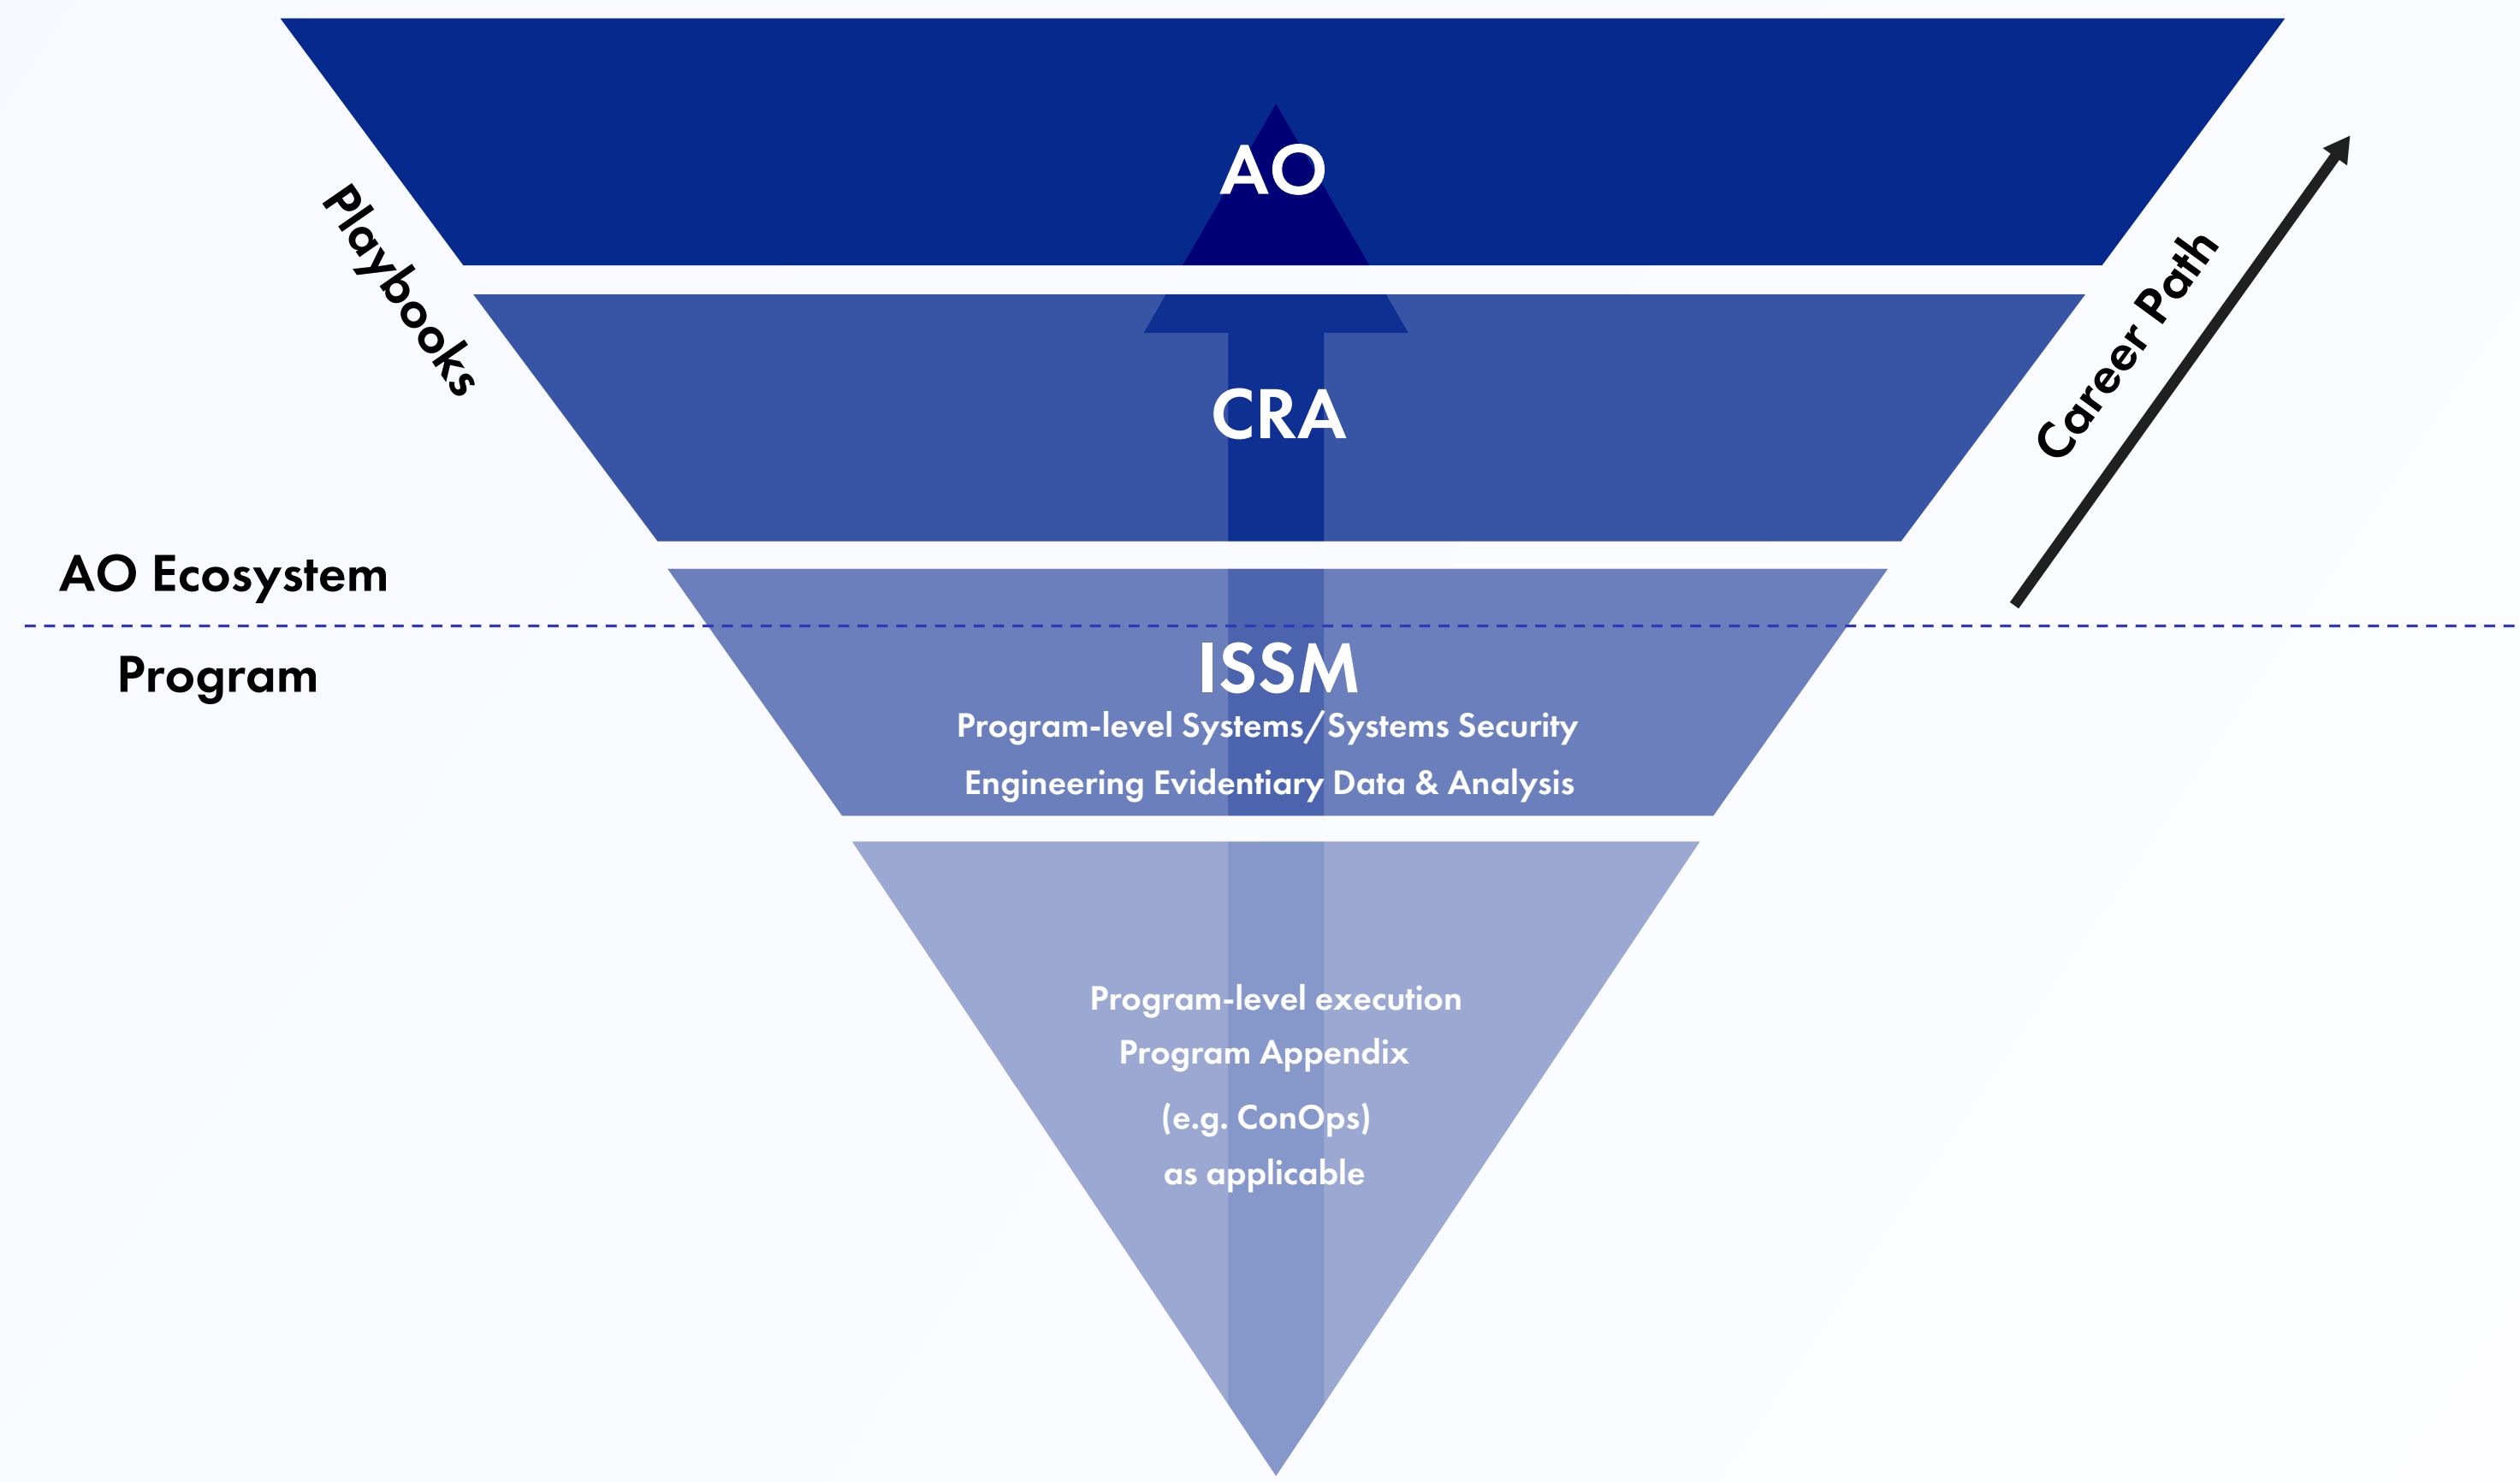 AO
Playbooks
Career Path
CRA
AO Ecosystem
Program
ISSM
Program-level Systems/Systems Security
Engineering Evidentiary Data & Analysis
Program-level execution
Program Appendix
(e.g. ConOps)
as applicable